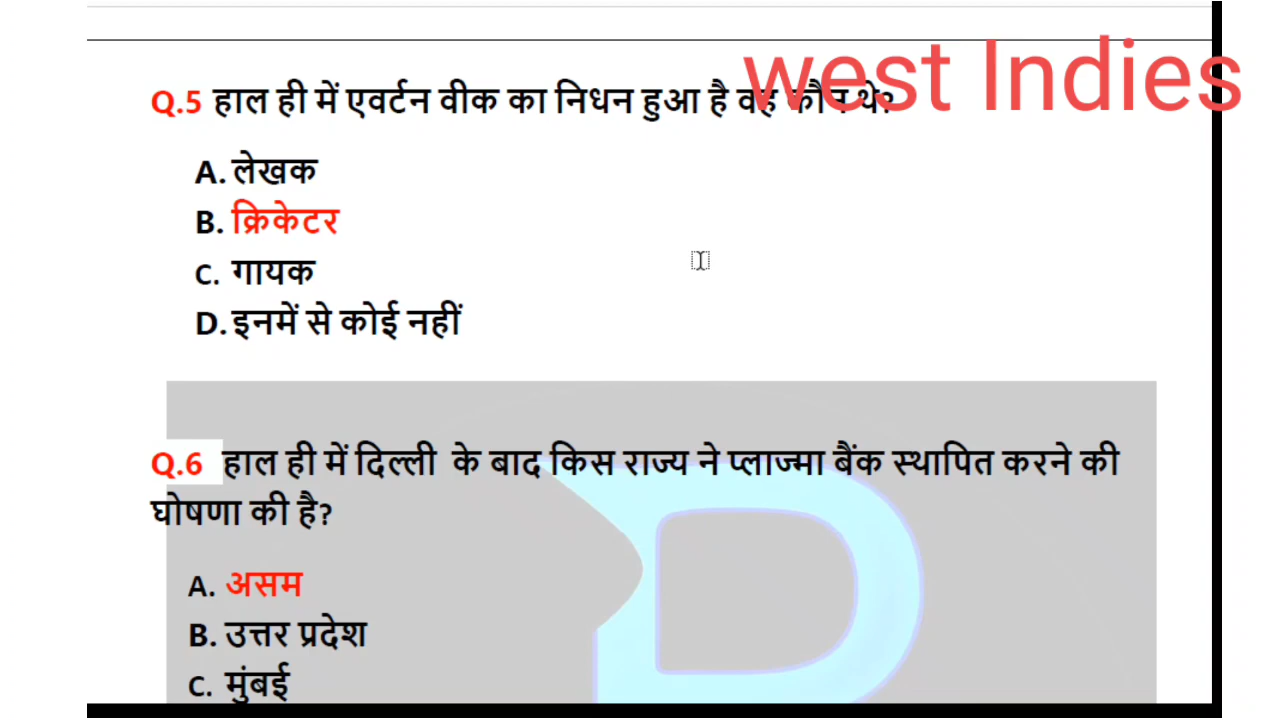 west Indies
Q.5 हाल ही में एवर्टन वीक का निधन हुआ है वह कौन थे?
A. लेखक
B. क्रिकेटर
C. गायक
D. इनमें से कोई नहीं
Q.6 हाल ही में दिल्ली के बाद किस राज्य ने प्लाज्मा बैंक स्थापित करने की
घोषणा की है?
A. असम
B. उत्तर प्रदेश
C. मुंबई